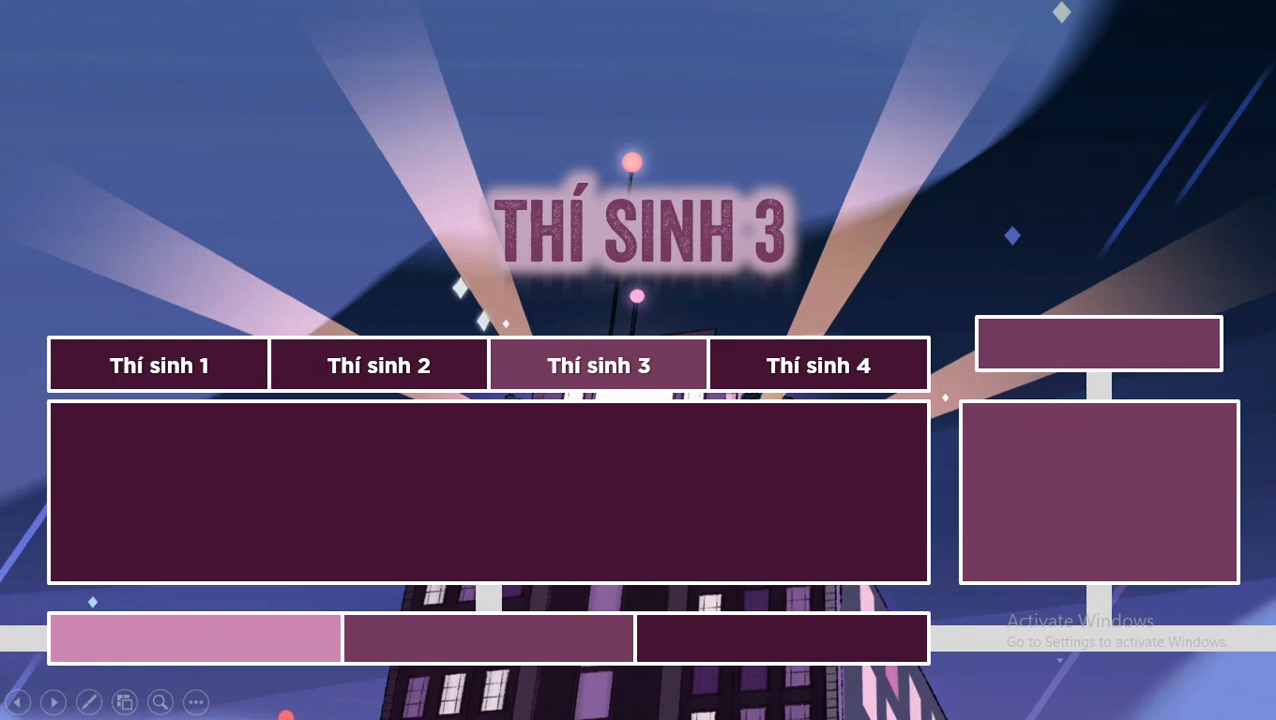 THÍ SINH 3
Thí sinh 1
Thí sinh 2
Thí sinh 3
Thí sinh 4
Activate Windows
Go to Settings to activate Windows.